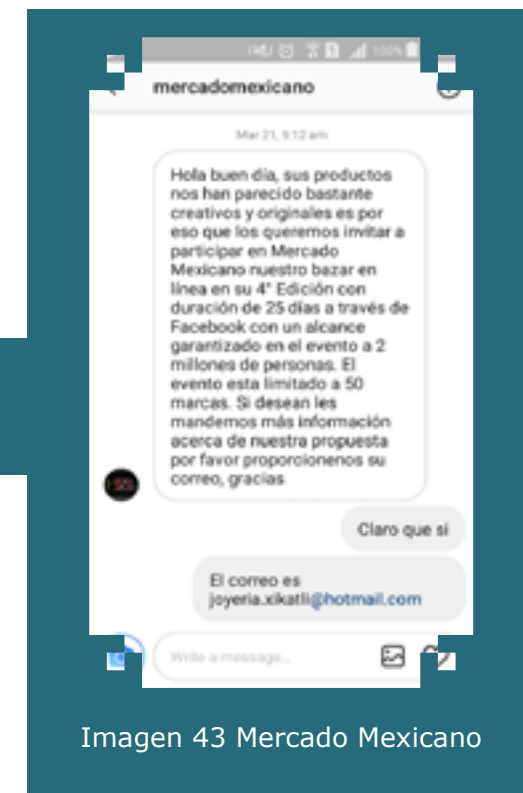 100%
mercadomexicano
Mar 21, 9:12 am
Hola buen día, sus productos
nos han parecido bastante
creativos y originales es por
eso que los queremos invitar a
participar en Mercado
Mexicano nuestro bazar en
línea en su 4° Edición con
duración de 25 días a través de
Facebook con un alcance
garantizado en el evento a 2
millones de personas. El
evento esta limitado a 50
marcas. Si desean les
mandemos más información
acerca de nuestra propuesta
por favor proporcionenos su
correo, gracias
Claro que si
El correo es
joyeria.xikatli@hotmail.com
Write a message...
Imagen 43 Mercado Mexicano